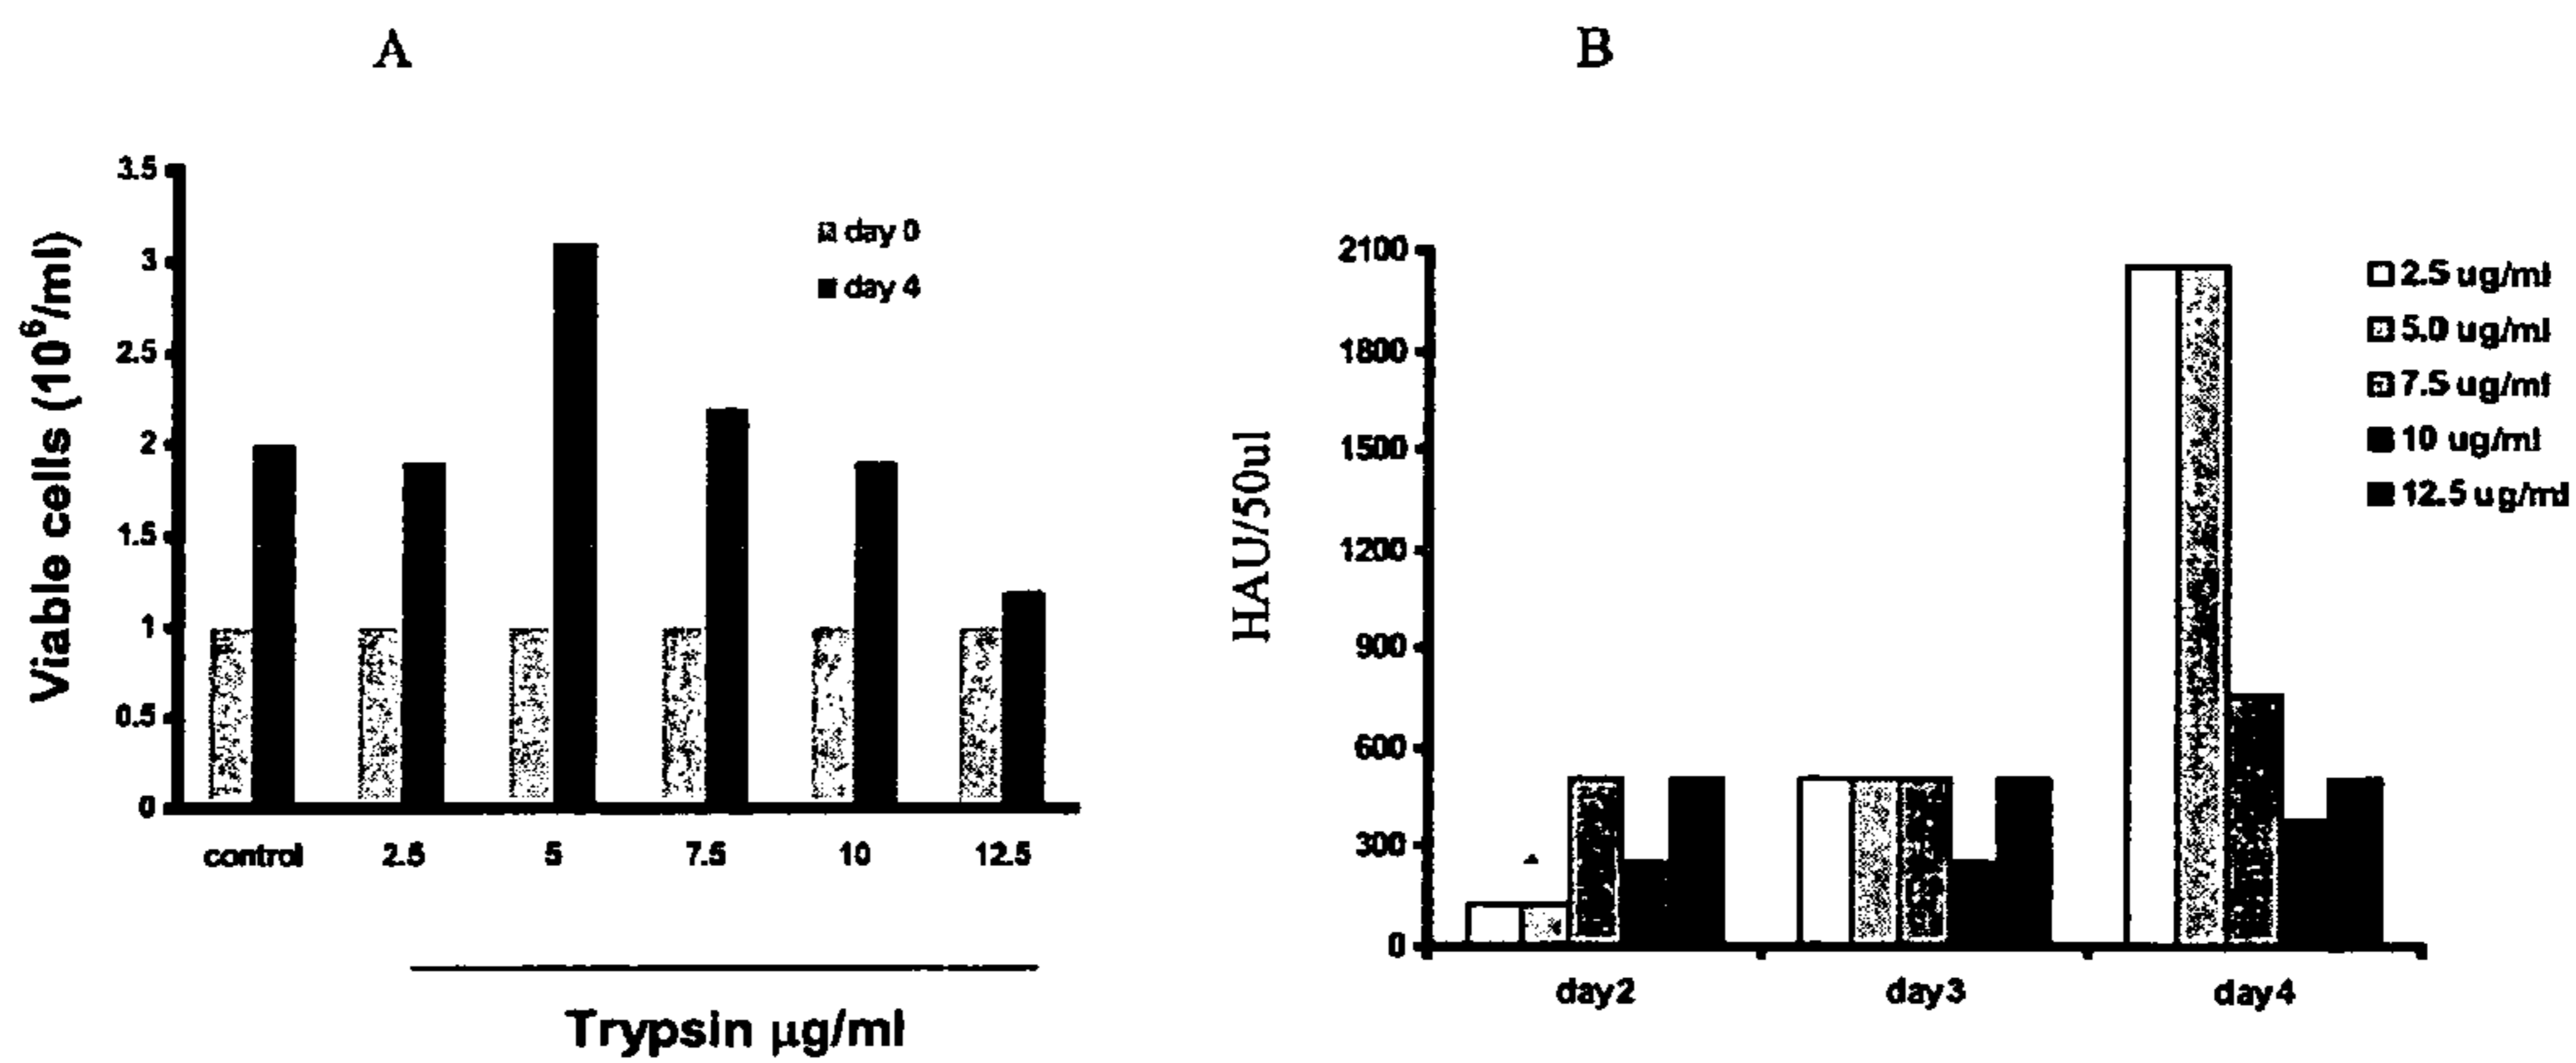 A
Viable cells (10⁶/ml)
3.5
3
2.5
2
1.5
1
0.5
0
day 0
day 4
control 2.5 5 7.5 10 12.5
Trypsin μg/ml
B
HAU/50ul
2100
1800
1500
1200
900
600
300
0
2.5 ug/ml
5.0 ug/ml
7.5 ug/ml
10 ug/ml
12.5 ug/ml
day2 day3 day4